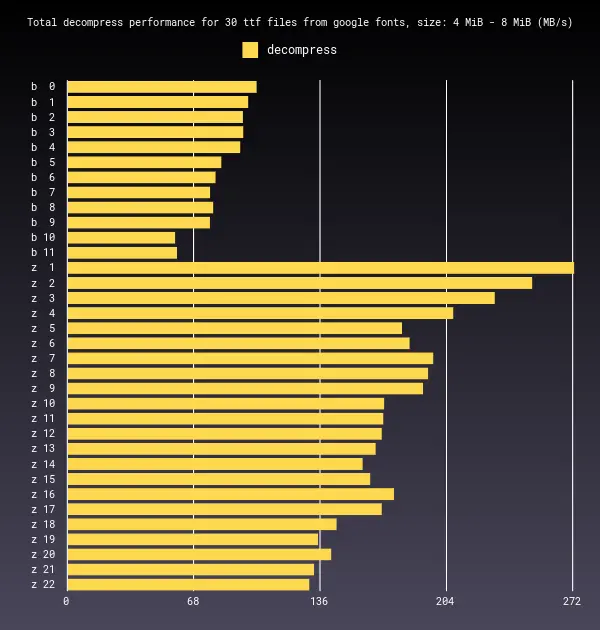 Total decompress performance for 30 ttf files from google fonts, size: 4 MiB - 8 MiB (MB/s)
decompress
b 0
b 1
b 2
b 3
b 4
b 5
b 6
b 7
b 8
b 9
b 10
b 11
z 1
z 2
z 3
z 4
z 5
z 6
z 7
z 8
z 9
z 10
z 11
z 12
z 13
z 14
z 15
z 16
z 17
z 18
z 19
z 20
z 21
z 22
0 68 136 204 272